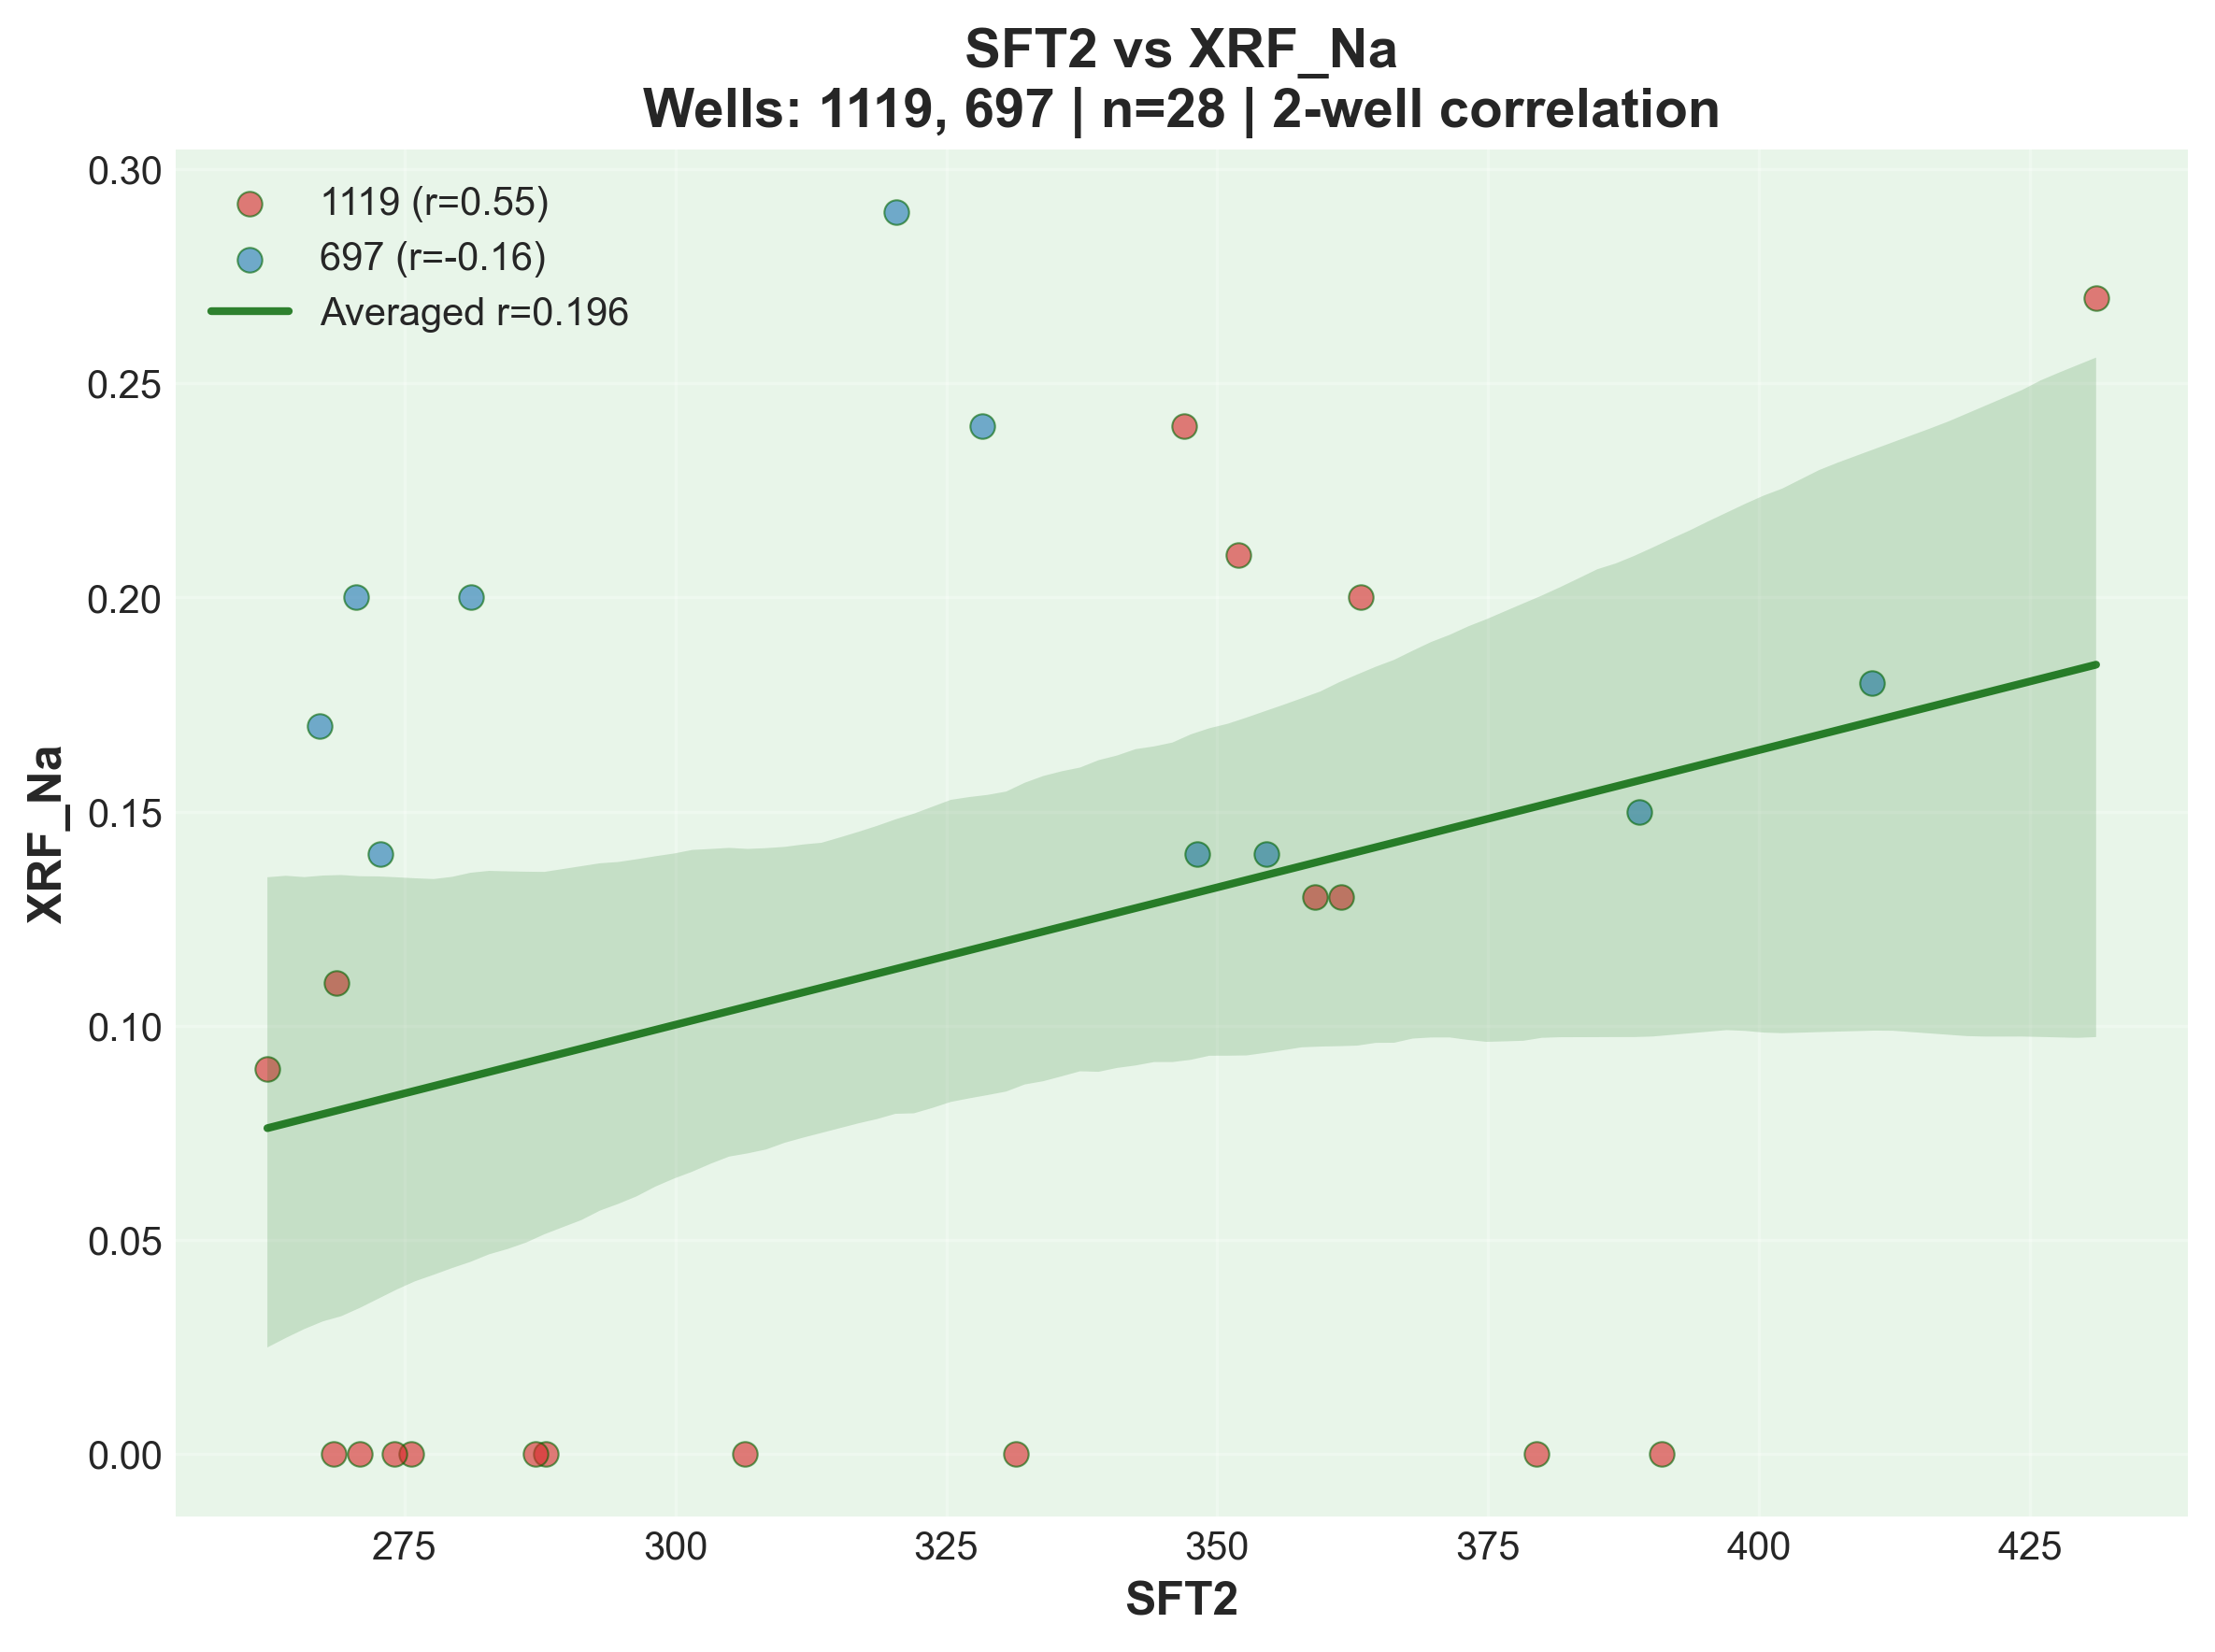 SFT2 vs XRF_Na
Wells: 1119, 697 | n=28 | 2-well correlation
1119 (r=0.55)
697 (r=-0.16)
Averaged r=0.196
XRF_Na
0.30
0.25
0.20
0.15
0.10
0.05
0.00
275
300
325
350
375
400
425
SFT2